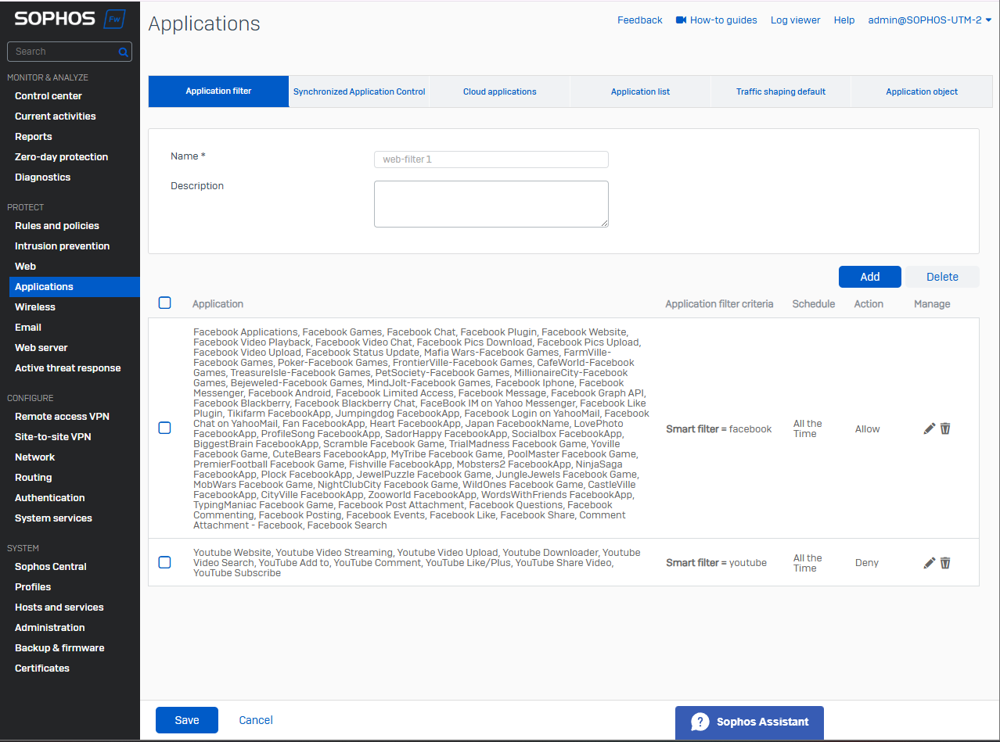 SOPHOS Fw
Search
MONITOR & ANALYZE
Control center
Current activities
Reports
Zero-day protection
Diagnostics
PROTECT
Rules and policies
Intrusion prevention
Web
Applications
Wireless
Email
Web server
Active threat response
CONFIGURE
Remote access VPN
Site-to-site VPN
Network
Routing
Authentication
System services
SYSTEM
Sophos Central
Profiles
Hosts and services
Administration
Backup & firmware
Certificates
Applications
Feedback How-to guides Log viewer Help admin@SOPHOS-UTM-2
Application filter Synchronized Application Control Cloud applications Application list Traffic shaping default Application object
Name * web-filter 1
Description
Add Delete
Application Application filter criteria Schedule Action Manage
Facebook Applications, Facebook Games, Facebook Chat, Facebook Plugin, Facebook Website,
Facebook Video Playback, Facebook Video Chat, Facebook Pics Download, Facebook Pics Upload,
Facebook Video Upload, Facebook Status Update, Mafia Wars-Facebook Games, FarmVille-
Facebook Games, Poker-Facebook Games, FrontierVille-Facebook Games, CafeWorld-Facebook
Games, TreasureIsle-Facebook Games, PetSociety-Facebook Games, MillionaireCity-Facebook
Games, Bejeweled-Facebook Games, MindJolt-Facebook Games, Facebook Iphone, Facebook
Messenger, Facebook Android, Facebook Limited Access, Facebook Message, Facebook Graph API,
Facebook Blackberry, Facebook Blackberry Chat, FaceBook IM on Yahoo Messenger, Facebook Like
Plugin, Tikifarm FacebookApp, Jumpingdog FacebookApp, Facebook Login on YahooMail, Facebook
Chat on YahooMail, Fan FacebookApp, Heart FacebookApp, Japan FacebookName, LovePhoto
FacebookApp, ProfileSong FacebookApp, SadorHappy FacebookApp, Socialbox FacebookApp,
BiggestBrain FacebookApp, Scramble Facebook Game, TrialMadness Facebook Game, Yoville
Facebook Game, CuteBears FacebookApp, MyTribe Facebook Game, PoolMaster Facebook Game,
PremierFootball Facebook Game, Fishville FacebookApp, Mobsters2 FacebookApp, NinjaSaga
FacebookApp, Plock FacebookApp, JewelPuzzle Facebook Game, JungleJewels Facebook Game,
MobWars Facebook Game, NightClubCity Facebook Game, WildOnes Facebook Game, CastleVille
FacebookApp, CityVille FacebookApp, Zooworld FacebookApp, WordsWithFriends FacebookApp,
TypingManiac Facebook Game, Facebook Post Attachment, Facebook Questions, Facebook
Commenting, Facebook Posting, Facebook Events, Facebook Like, Facebook Share, Comment
Attachment - Facebook, Facebook Search
Smart filter = facebook
All the
Time
Allow
Youtube Website, Youtube Video Streaming, Youtube Video Upload, Youtube Downloader, Youtube
Video Search, YouTube Add to, YouTube Comment, YouTube Like/Plus, YouTube Share Video,
YouTube Subscribe
Smart filter = youtube
All the
Time
Deny
Save Cancel
? Sophos Assistant